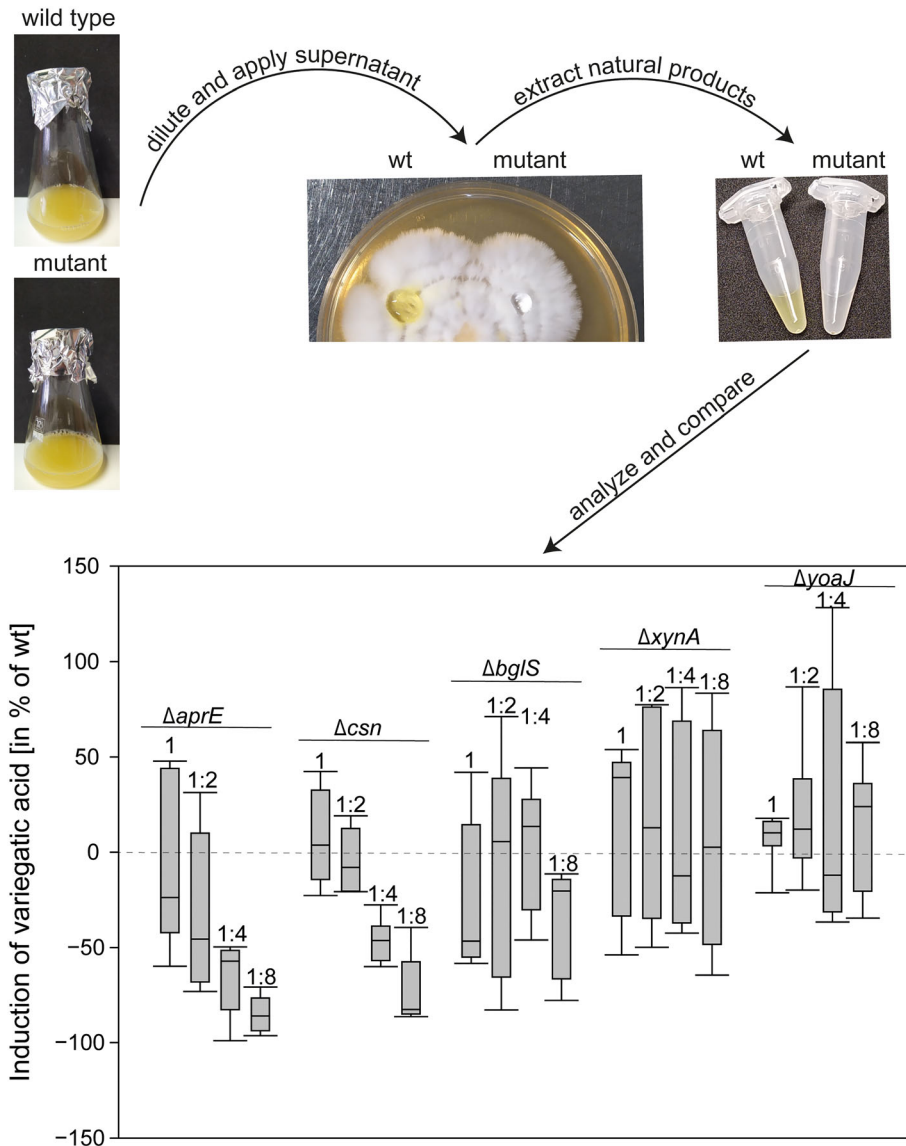 wild type
dilute and apply supernatant
extract natural products
wt mutant
wt mutant
mutant
analyze and compare
Induction of variegatic acid [in % of wt]
150
100
50
0
−50
−100
−150
ΔaprE
1
1:2
1:4
1:8
Δcsn
1
1:2
1:4
1:8
ΔbglS
1
1:2
1:4
1:8
ΔxynA
1
1:2
1:4
1:8
ΔyoaJ
1
1:2
1:4
1:8